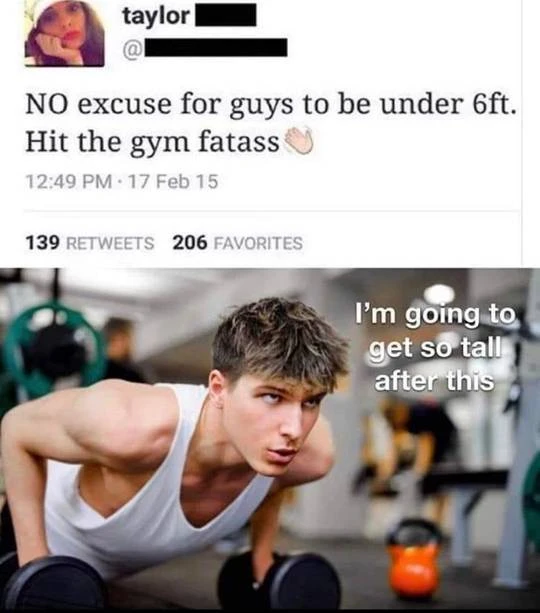 taylor
@
NO excuse for guys to be under 6ft.
Hit the gym fatass👋
12:49 PM · 17 Feb 15
139 RETWEETS 206 FAVORITES
I'm going to
get so tall
after this